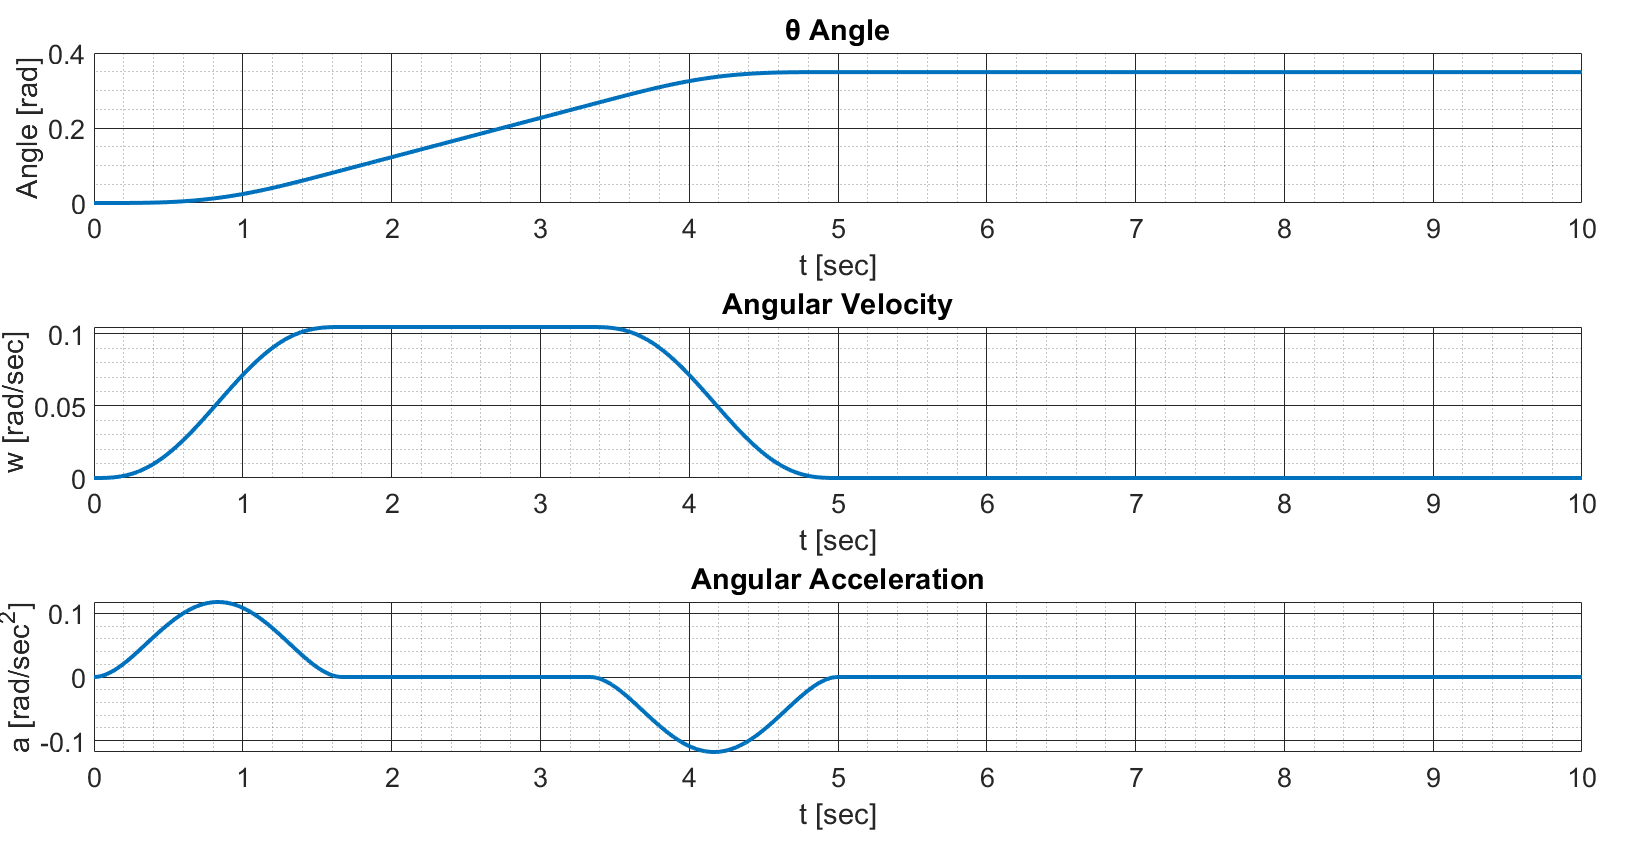 θ Angle
Angle [rad]
0.4
0.2
0
0 1 2 3 4 5 6 7 8 9 10
t [sec]
Angular Velocity
w [rad/sec]
0.1
0.05
0
0 1 2 3 4 5 6 7 8 9 10
t [sec]
Angular Acceleration
a [rad/sec²]
0.1
0
-0.1
0 1 2 3 4 5 6 7 8 9 10
t [sec]